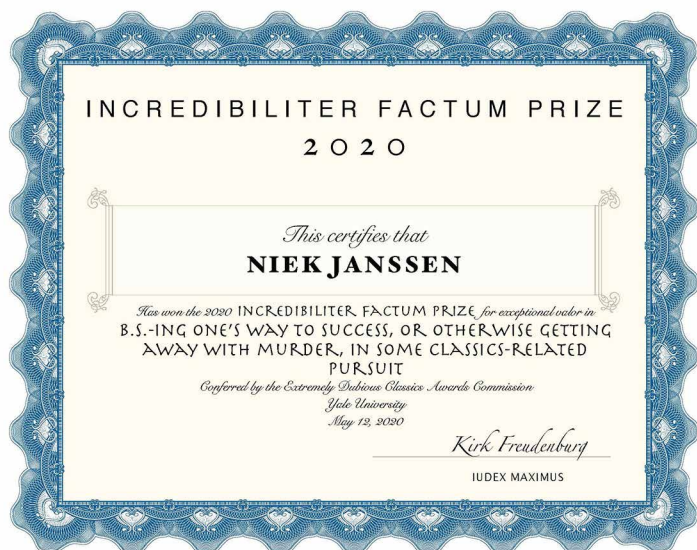 INCREDIBILITER FACTUM PRIZE
2020
This certifies that
NIEK JANSSEN
Has won the 2020 INCREDIBILITER FACTUM PRIZE for exceptional valor in
B.S.-ING ONE'S WAY TO SUCCESS, OR OTHERWISE GETTING
AWAY WITH MURDER, IN SOME CLASSICS-RELATED
PURSUIT
Conferred by the Extremely Dubious Classics Awards Commission
Yale University
May 12, 2020
Kirk Freudenburg
IUDEX MAXIMUS